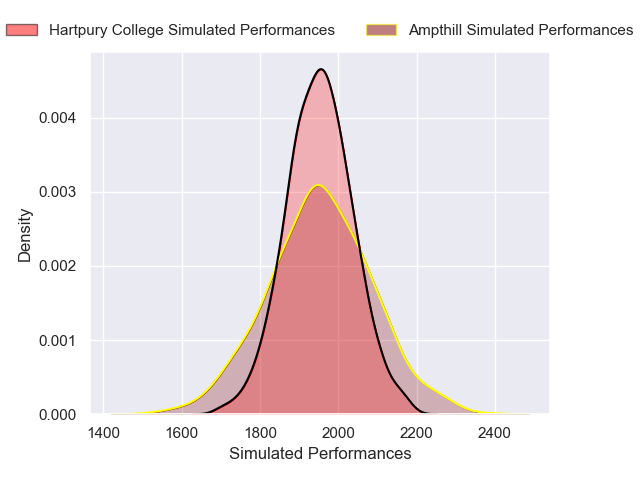 Hartpury College Simulated Performances
Ampthill Simulated Performances
0.004
0.003
0.002
0.001
0.000
Density
1400 1600 1800 2000 2200 2400
Simulated Performances